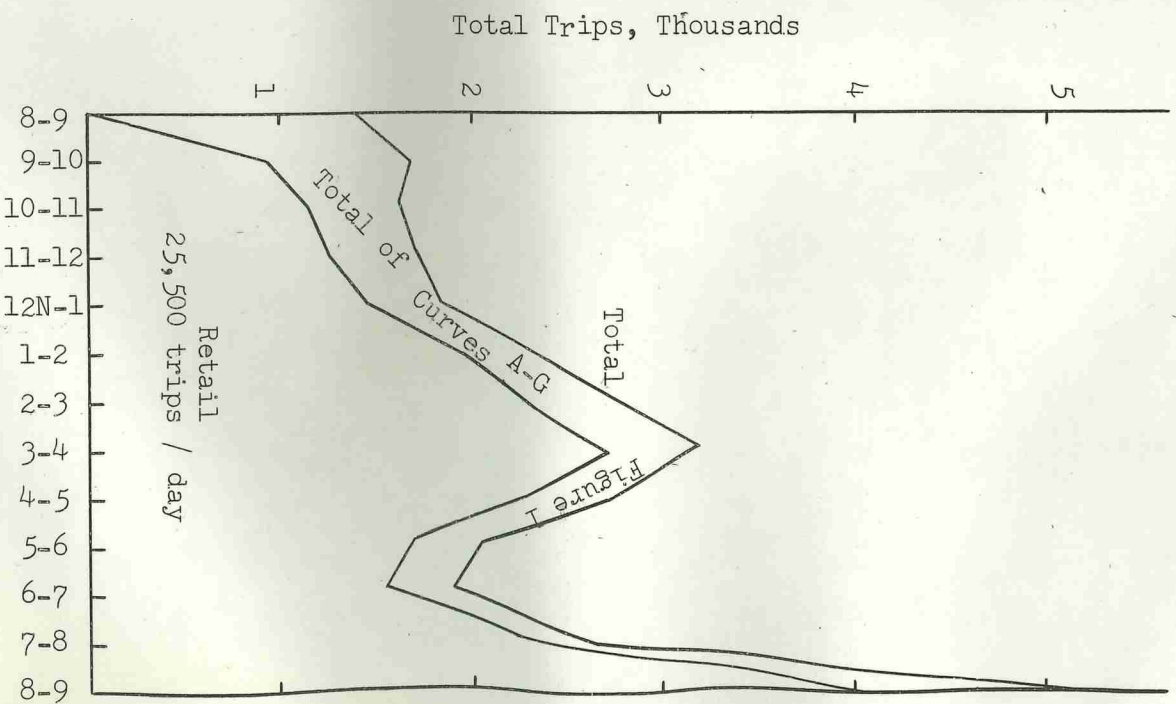 Total Trips, Thousands
1
2
3
4
5
8-9
9-10
10-11
11-12
12N-1
1-2
2-3
3-4
4-5
5-6
6-7
7-8
8-9
Total
Total of
Curves A-G
Figure 1
Retail
25,500 trips / day